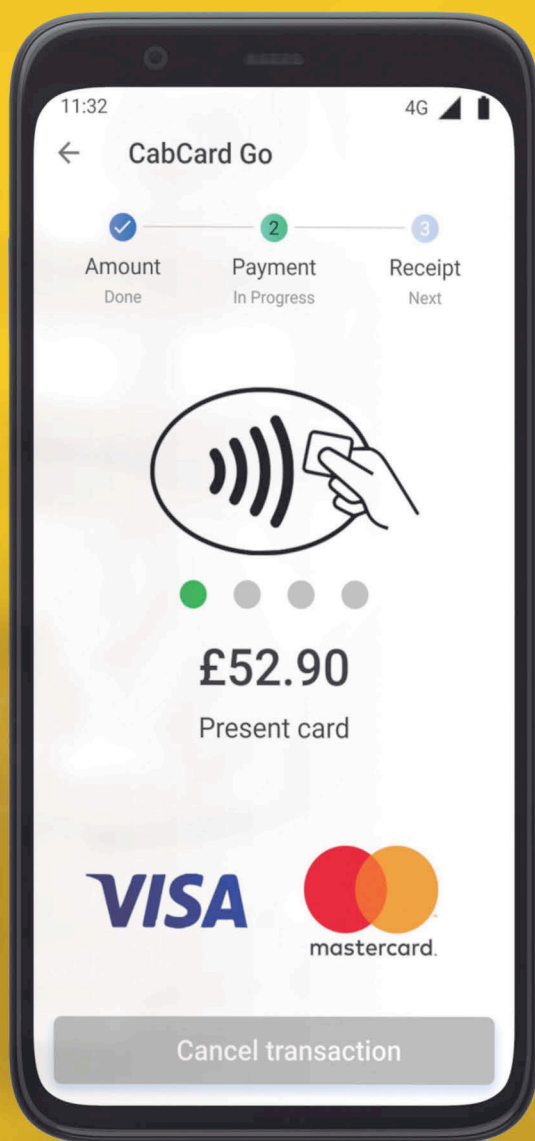 11:32 4G
← CabCard Go
2 3
Amount Payment Receipt
Done In Progress Next
£52.90
Present card
VISA
mastercard.
Cancel transaction